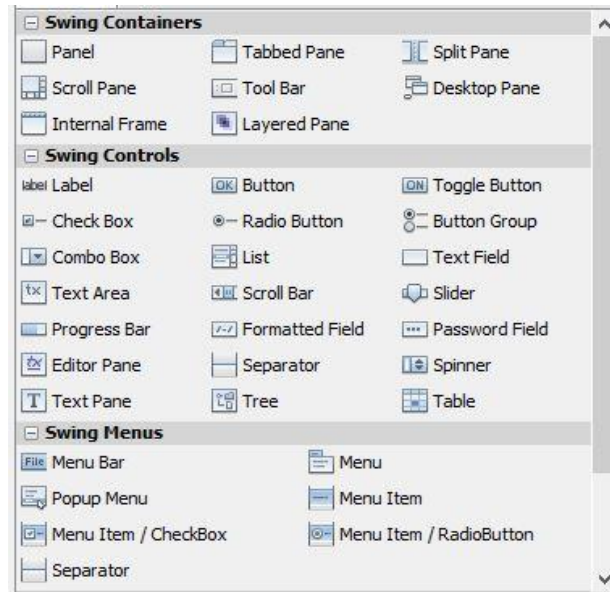 Swing Containers
Panel Tabbed Pane Split Pane
Scroll Pane Tool Bar Desktop Pane
Internal Frame Layered Pane
Swing Controls
label Label OK Button ON Toggle Button
Check Box Radio Button Button Group
Combo Box List Text Field
tx Text Area Scroll Bar Slider
Progress Bar Formatted Field Password Field
Editor Pane Separator Spinner
T Text Pane Tree Table
Swing Menus
File Menu Bar Menu
Popup Menu Menu Item
Menu Item / CheckBox Menu Item / RadioButton
Separator